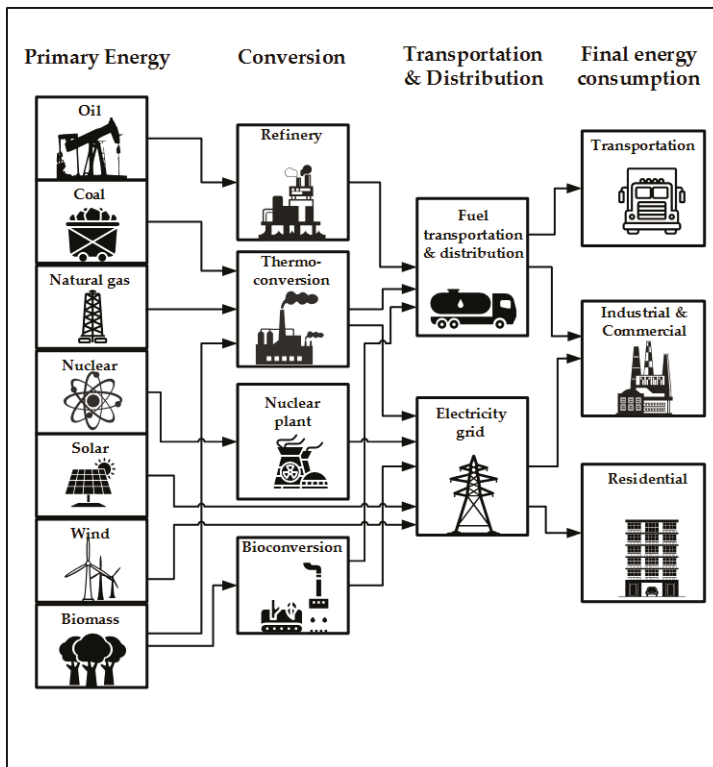 Primary Energy
Conversion
Transportation
& Distribution
Final energy
consumption
Oil
Coal
Natural gas
Nuclear
Solar
Wind
Biomass
Refinery
Thermo-
conversion
Nuclear
plant
Bioconversion
Fuel
transportation
& distribution
Electricity
grid
Transportation
Industrial &
Commercial
Residential